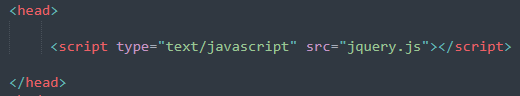 <head>
<script type="text/javascript" src="jquery.js"></script>
</head>